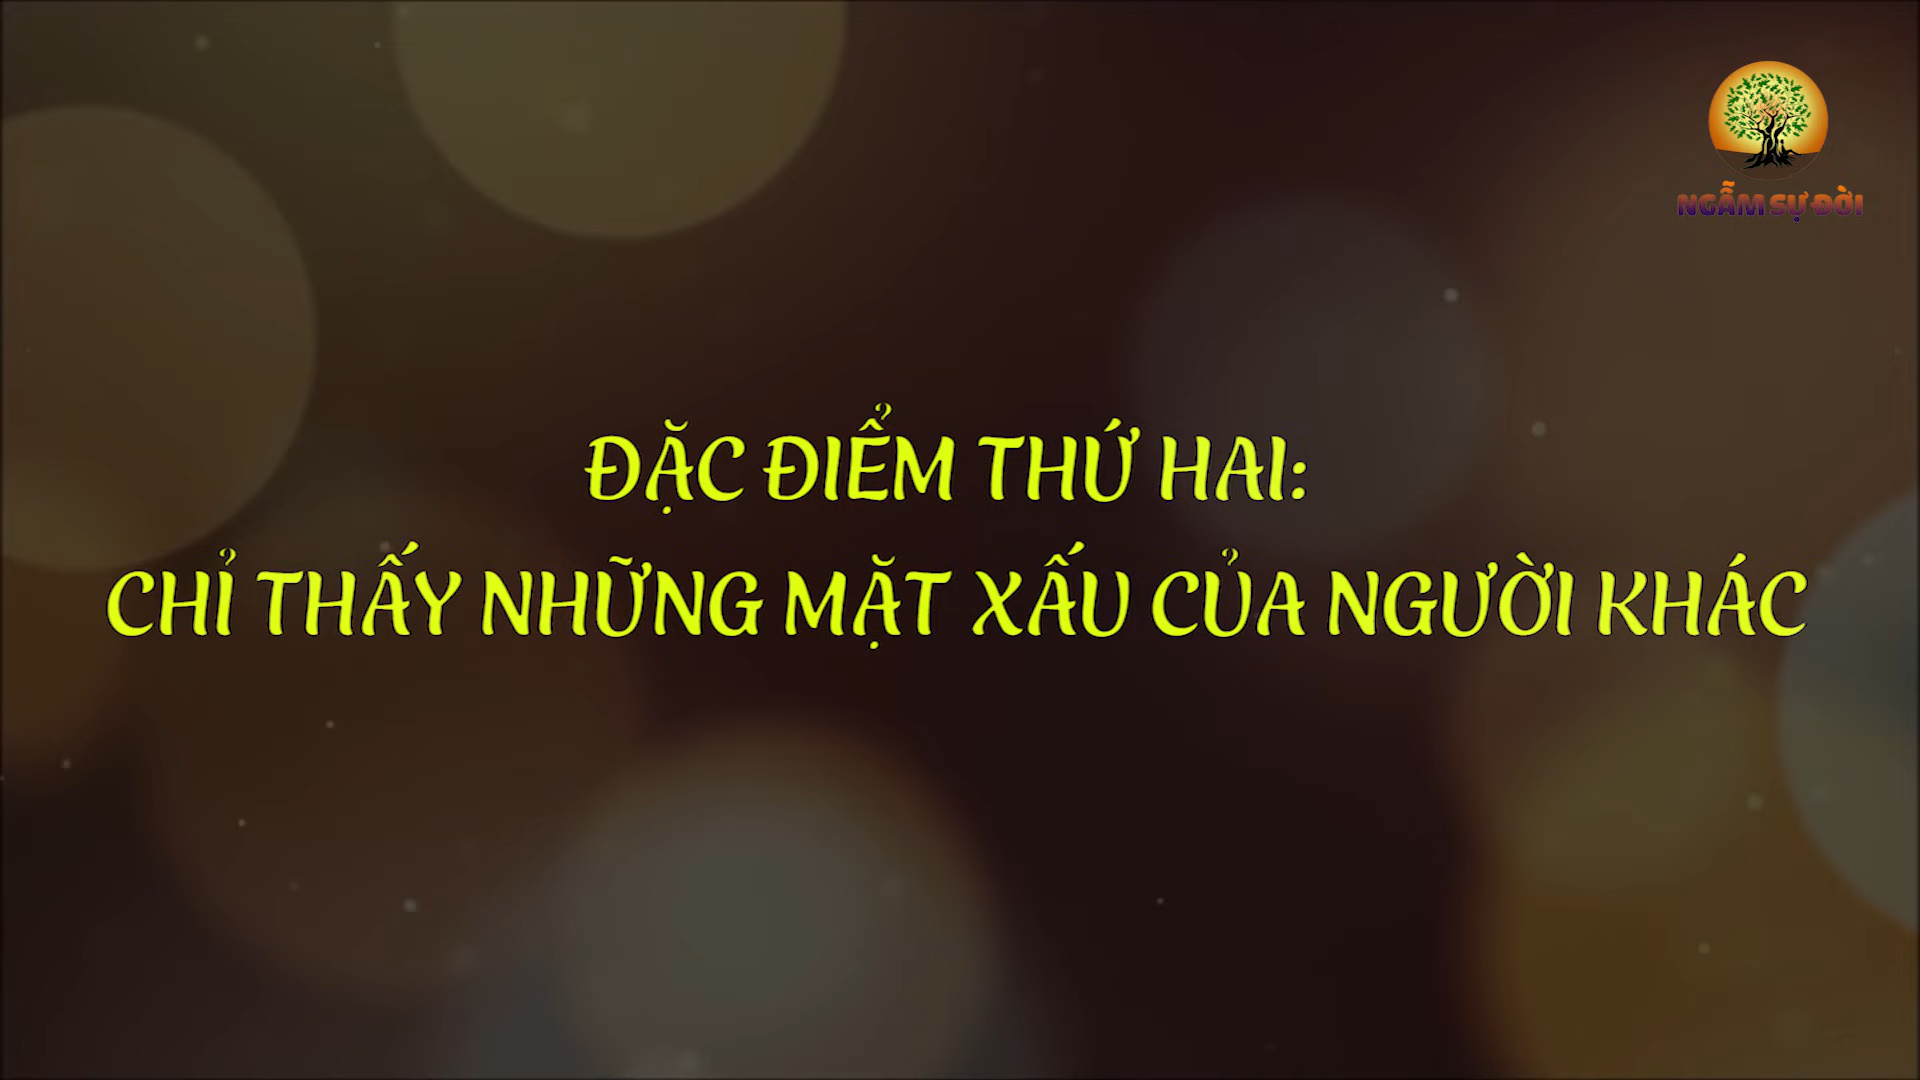 NGẪM SỰ ĐỜI
ĐẶC ĐIỂM THỨ HAI:
CHỈ THẤY NHỮNG MẶT XẤU CỦA NGƯỜI KHÁC